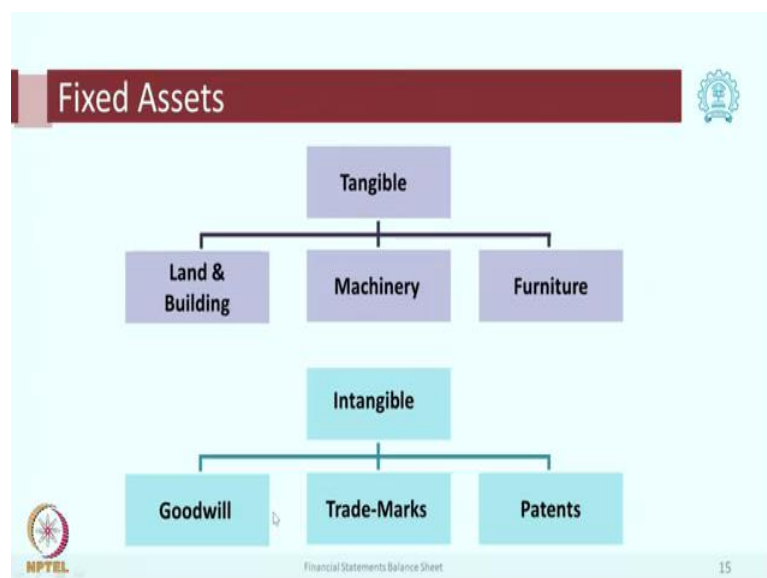 Fixed Assets
Tangible
Land &
Building
Machinery
Furniture
Intangible
Goodwill
Trade-Marks
Patents
NPTEL
Financial Statements Balance Sheet
15